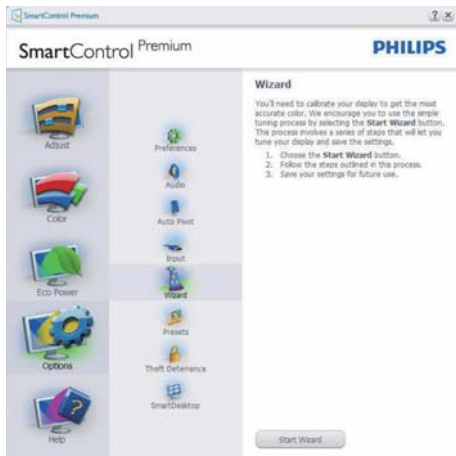 SmartControl Premium
SmartControl Premium
PHILIPS
Adjust
Color
Eco Power
Options
Help
Preferences
Audio
Auto Pivot
Input
Wizard
Presets
Theft Deterrence
SmartDesktop
Wizard
You'll need to calibrate your display to get the most
accurate color. We encourage you to use the simple
tuning process by selecting the Start Wizard button.
The process involves a series of steps that will let you
tune your display and save the settings.
1. Choose the Start Wizard button.
2. Follow the steps outlined in the process.
3. Save your settings for future use.
Start Wizard